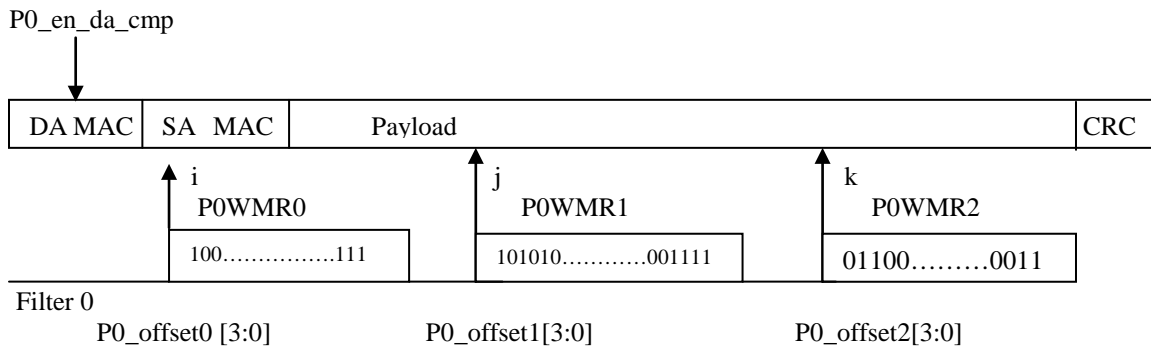 P0_en_da_cmp
DA MAC SA MAC Payload CRC
i j k
P0WMR0 P0WMR1 P0WMR2
100…………….111 101010…………001111 01100………0011
Filter 0
P0_offset0 [3:0] P0_offset1[3:0] P0_offset2[3:0]